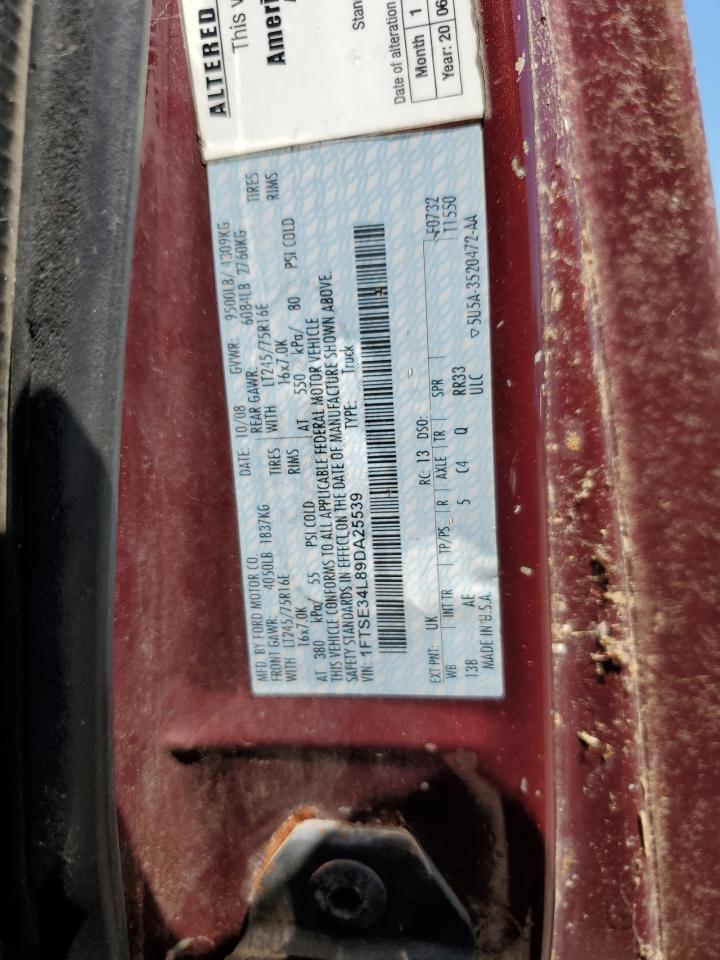 ALTERED
This v
Ameri
Stan
Date of alteration
Month 1
Year: 20 06
MFD. BY FORD MOTOR CO.
DATE: 10/08 GVWR: 9500LB/ 4309KG
FRONT GAWR: 4050LB 1837KG REAR GAWR: 6084LB 2760KG
WITH LT245/75R16E TIRES WITH LT245/75R16E TIRES
16x7.0K RIMS 16x7.0K RIMS
AT 380 kPa/ 55 PSI COLD AT 550 kPa/ 80 PSI COLD
THIS VEHICLE CONFORMS TO ALL APPLICABLE FEDERAL MOTOR VEHICLE
SAFETY STANDARDS IN EFFECT ON THE DATE OF MANUFACTURE SHOWN ABOVE.
VIN: 1FTSE34L89DA25539 TYPE: Truck
EXT PNT: UK RC: 13 DSO: F0732
WB INT TR TP/PS R AXLE TR SPR T1550
13B AE 5 C4 Q RR33
MADE IN U.S.A. ULC ▽5U5A-3520472-AA